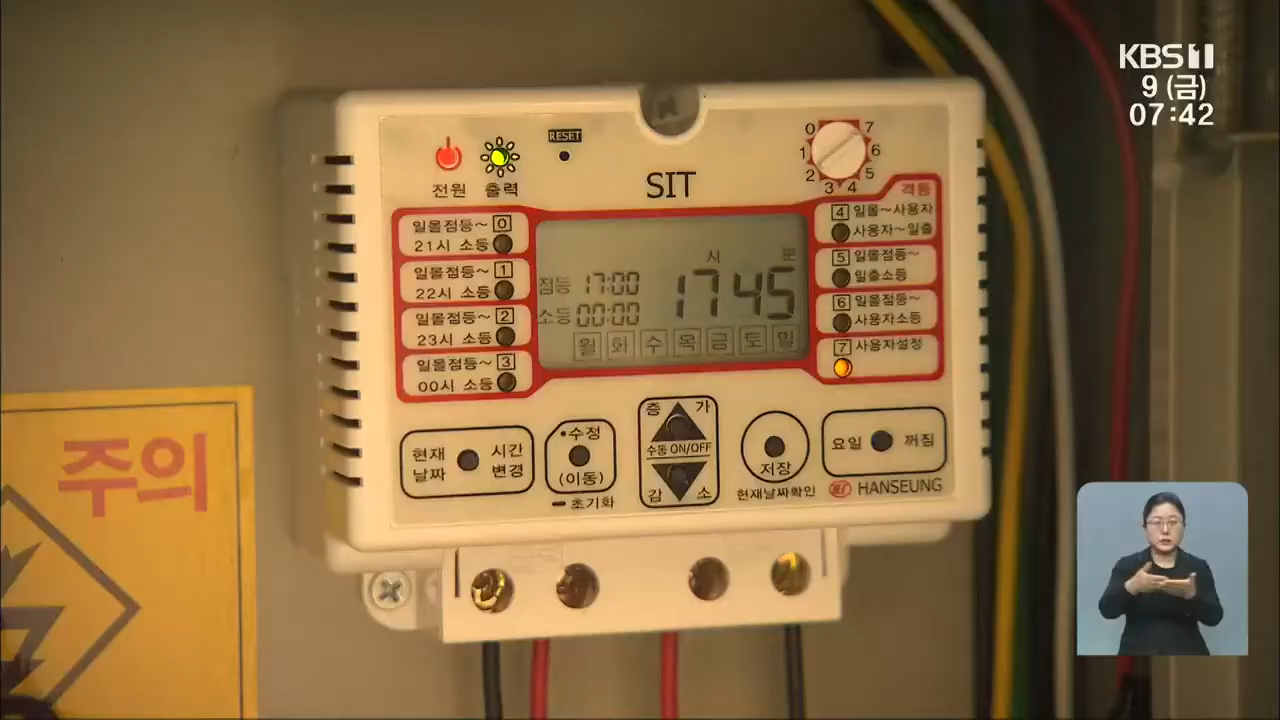 KBS 1
9 (금)
07:42
RESET
전원 출력
SIT
0 1 2 3 4 5 6 7
격등
일몰점등~ 0
21시 소등
일몰점등~ 1
22시 소등
일몰점등~ 2
23시 소등
일몰점등~ 3
00시 소등
시 분
점등 17:00
17 45
소등 00:00
월 화 수 목 금 토 일
4 일몰~사용자
사용자~일출
5 일몰점등~
일출소등
6 일몰점등~
사용자소등
7 사용자설정
현재 시간
날짜 변경
•수정
(이동)
초기화
증 가
수동 ON/OFF
감 소
저장
현재날짜확인
요일 꺼짐
HANSEUNG
주의